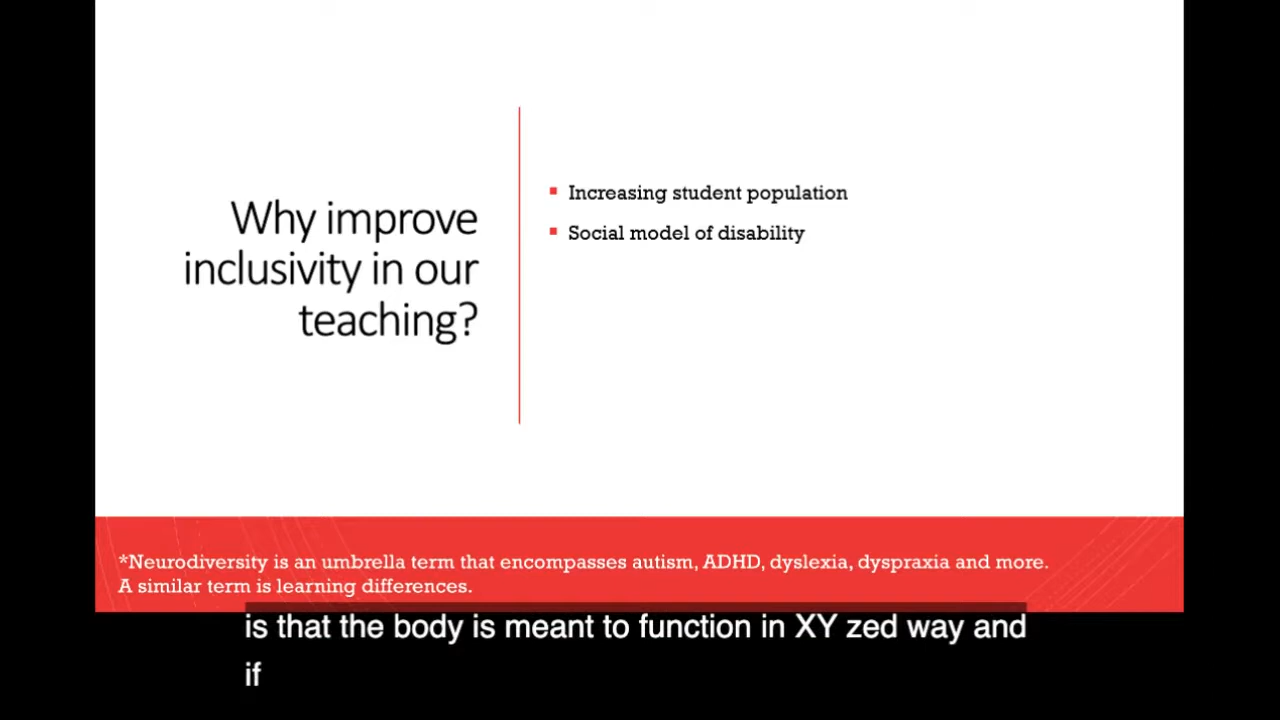 Why improve
inclusivity in our
teaching?
▪ Increasing student population
▪ Social model of disability
*Neurodiversity is an umbrella term that encompasses autism, ADHD, dyslexia, dyspraxia and more.
A similar term is learning differences.
is that the body is meant to function in XY zed way and
if